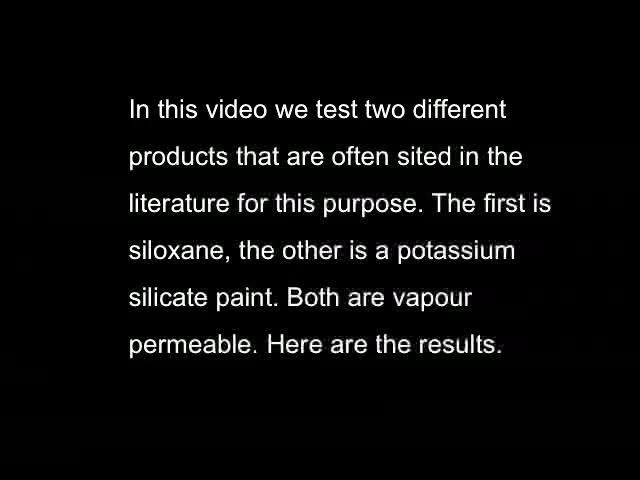 In this video we test two different
products that are often sited in the
literature for this purpose. The first is
siloxane, the other is a potassium
silicate paint. Both are vapour
permeable. Here are the results.